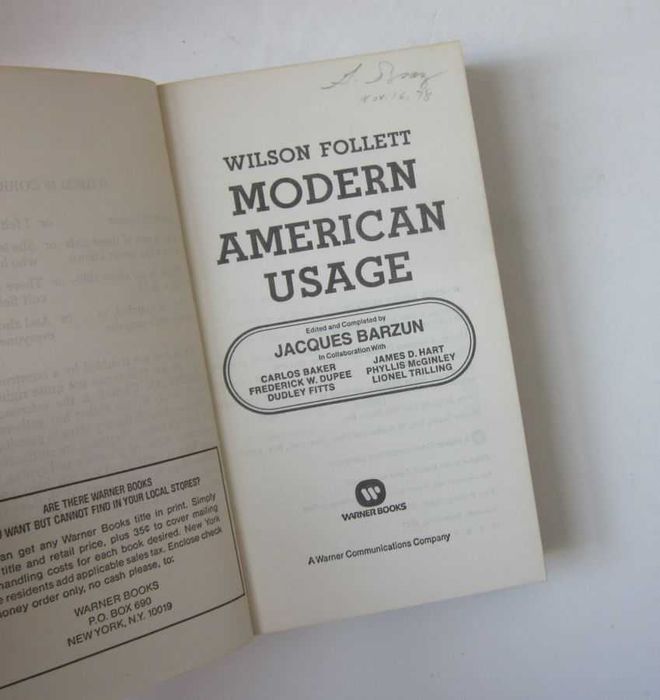 ARE THERE WARNER BOOKS
WANT BUT CANNOT FIND IN YOUR LOCAL STORES?
an get any Warner Books title in print. Simply
title and retail price, plus 35¢ to cover mailing
handling costs for each book desired. New York
residents add applicable sales tax. Enclose check
money order only, no cash please, to:
WARNER BOOKS
P.O. BOX 690
NEW YORK, N.Y. 10019
Nov. 16, 78
WILSON FOLLETT
MODERN
AMERICAN
USAGE
Edited and Completed by
JACQUES BARZUN
In Collaboration With
CARLOS BAKER JAMES D. HART
FREDERICK W. DUPEE PHYLLIS McGINLEY
DUDLEY FITTS LIONEL TRILLING
WARNER BOOKS
A Warner Communications Company